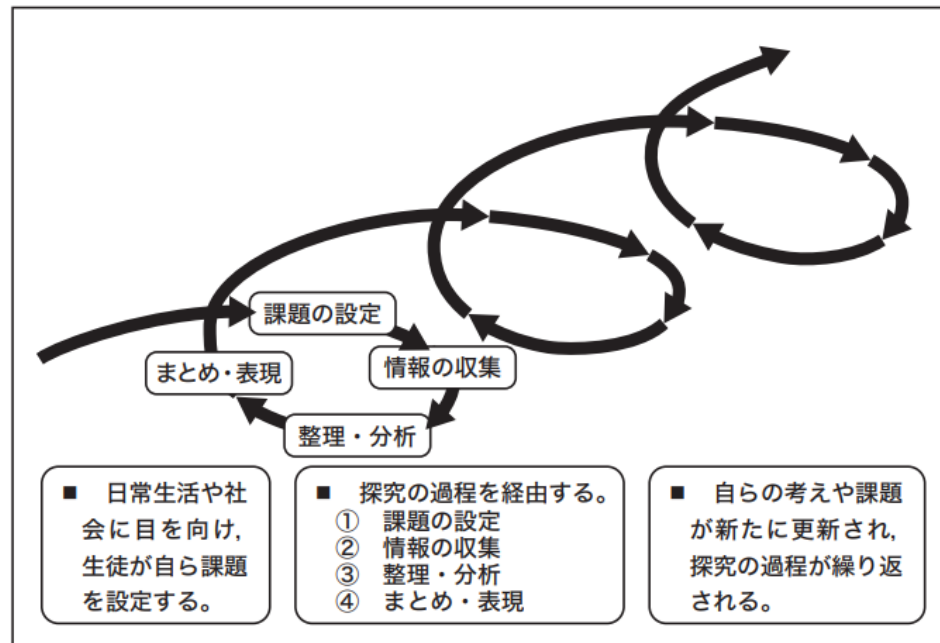 課題の設定
まとめ・表現
情報の収集
整理・分析
■ 日常生活や社
会に目を向け,
生徒が自ら課題
を設定する。
■ 探究の過程を経由する。
① 課題の設定
② 情報の収集
③ 整理・分析
④ まとめ・表現
■ 自らの考えや課題
が新たに更新され,
探究の過程が繰り返
される。